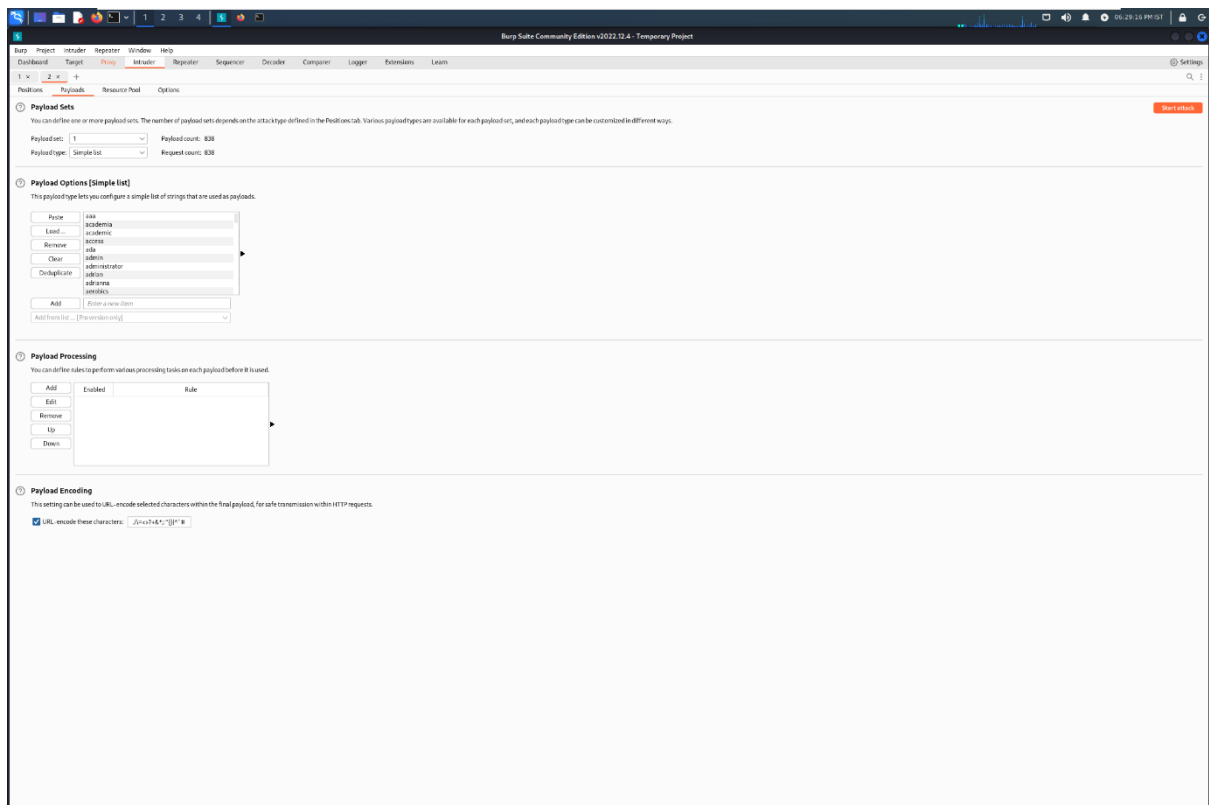 1 2 3 4
06:29:16 PM IST
Burp Suite Community Edition v2022.12.4 - Temporary Project
Burp Project Intruder Repeater Window Help
Dashboard Target Proxy Intruder Repeater Sequencer Decoder Comparer Logger Extensions Learn
Settings
1 × 2 × +
Positions Payloads Resource Pool Options
Payload Sets
Start attack
You can define one or more payload sets. The number of payload sets depends on the attack type defined in the Positions tab. Various payload types are available for each payload set, and each payload type can be customized in different ways.
Payload set: 1 Payload count: 838
Payload type: Simple list Request count: 838
Payload Options [Simple list]
This payload type lets you configure a simple list of strings that are used as payloads.
Paste
Load ...
Remove
Clear
Deduplicate
aaa
academia
academic
access
ada
admin
administrator
adrian
adrianna
aerobics
Add Enter a new item
Add from list ... [Pro version only]
Payload Processing
You can define rules to perform various processing tasks on each payload before it is used.
Add
Edit
Remove
Up
Down
Enabled Rule
Payload Encoding
This setting can be used to URL-encode selected characters within the final payload, for safe transmission within HTTP requests.
URL-encode these characters: